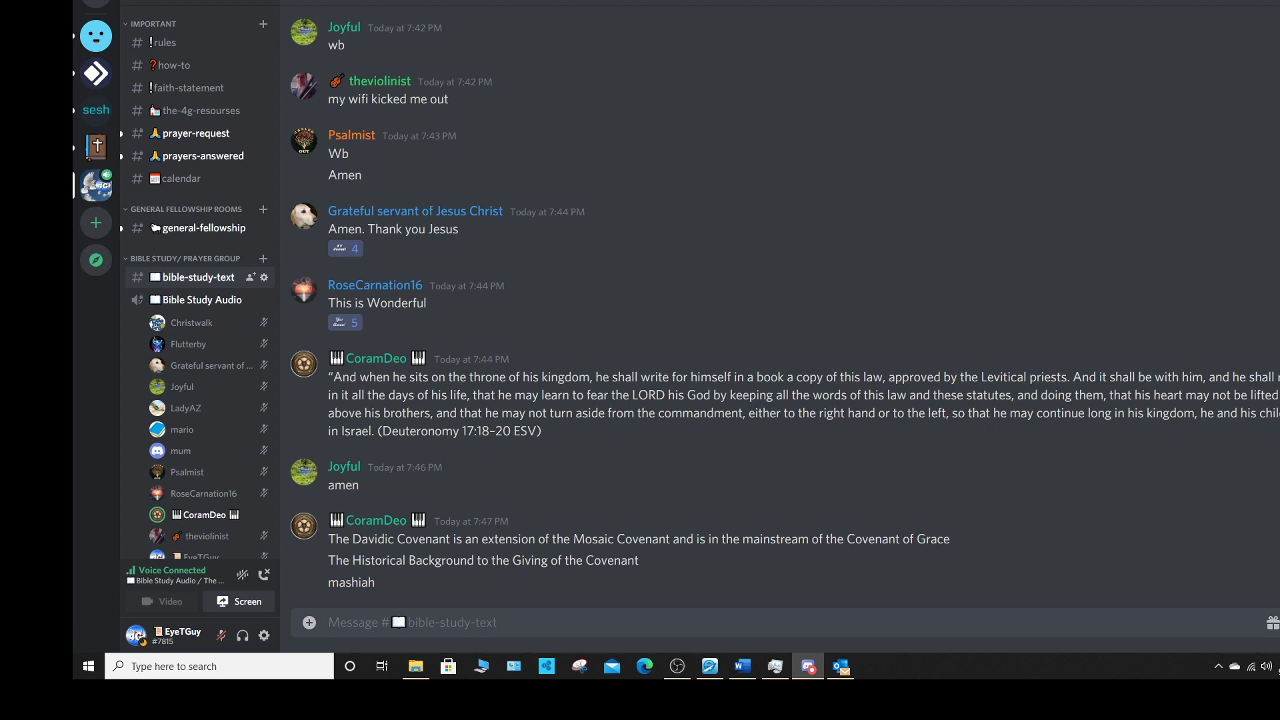 IMPORTANT
!rules
how-to
!faith-statement
the-4g-resourses
prayer-request
prayers-answered
calendar
GENERAL FELLOWSHIP ROOMS
general-fellowship
BIBLE STUDY/ PRAYER GROUP
bible-study-text
Bible Study Audio
Christwalk
Flutterby
Grateful servant of ...
Joyful
LadyAZ
mario
mum
Psalmist
RoseCarnation16
CoramDeo
theviolinist
EyeTGuy
Voice Connected
Bible Study Audio / The ...
Video
Screen
EyeTGuy
#7815
sesh
Joyful Today at 7:42 PM
wb
theviolinist Today at 7:42 PM
my wifi kicked me out
Psalmist Today at 7:43 PM
Wb
Amen
Grateful servant of Jesus Christ Today at 7:44 PM
Amen. Thank you Jesus
4
RoseCarnation16 Today at 7:44 PM
This is Wonderful
5
CoramDeo Today at 7:44 PM
“And when he sits on the throne of his kingdom, he shall write for himself in a book a copy of this law, approved by the Levitical priests. And it shall be with him, and he shall
in it all the days of his life, that he may learn to fear the LORD his God by keeping all the words of this law and these statutes, and doing them, that his heart may not be lifted
above his brothers, and that he may not turn aside from the commandment, either to the right hand or to the left, so that he may continue long in his kingdom, he and his
in Israel. (Deuteronomy 17:18–20 ESV)
Joyful Today at 7:46 PM
amen
CoramDeo Today at 7:47 PM
The Davidic Covenant is an extension of the Mosaic Covenant and is in the mainstream of the Covenant of Grace
The Historical Background to the Giving of the Covenant
mashiah
Message # bible-study-text
Type here to search